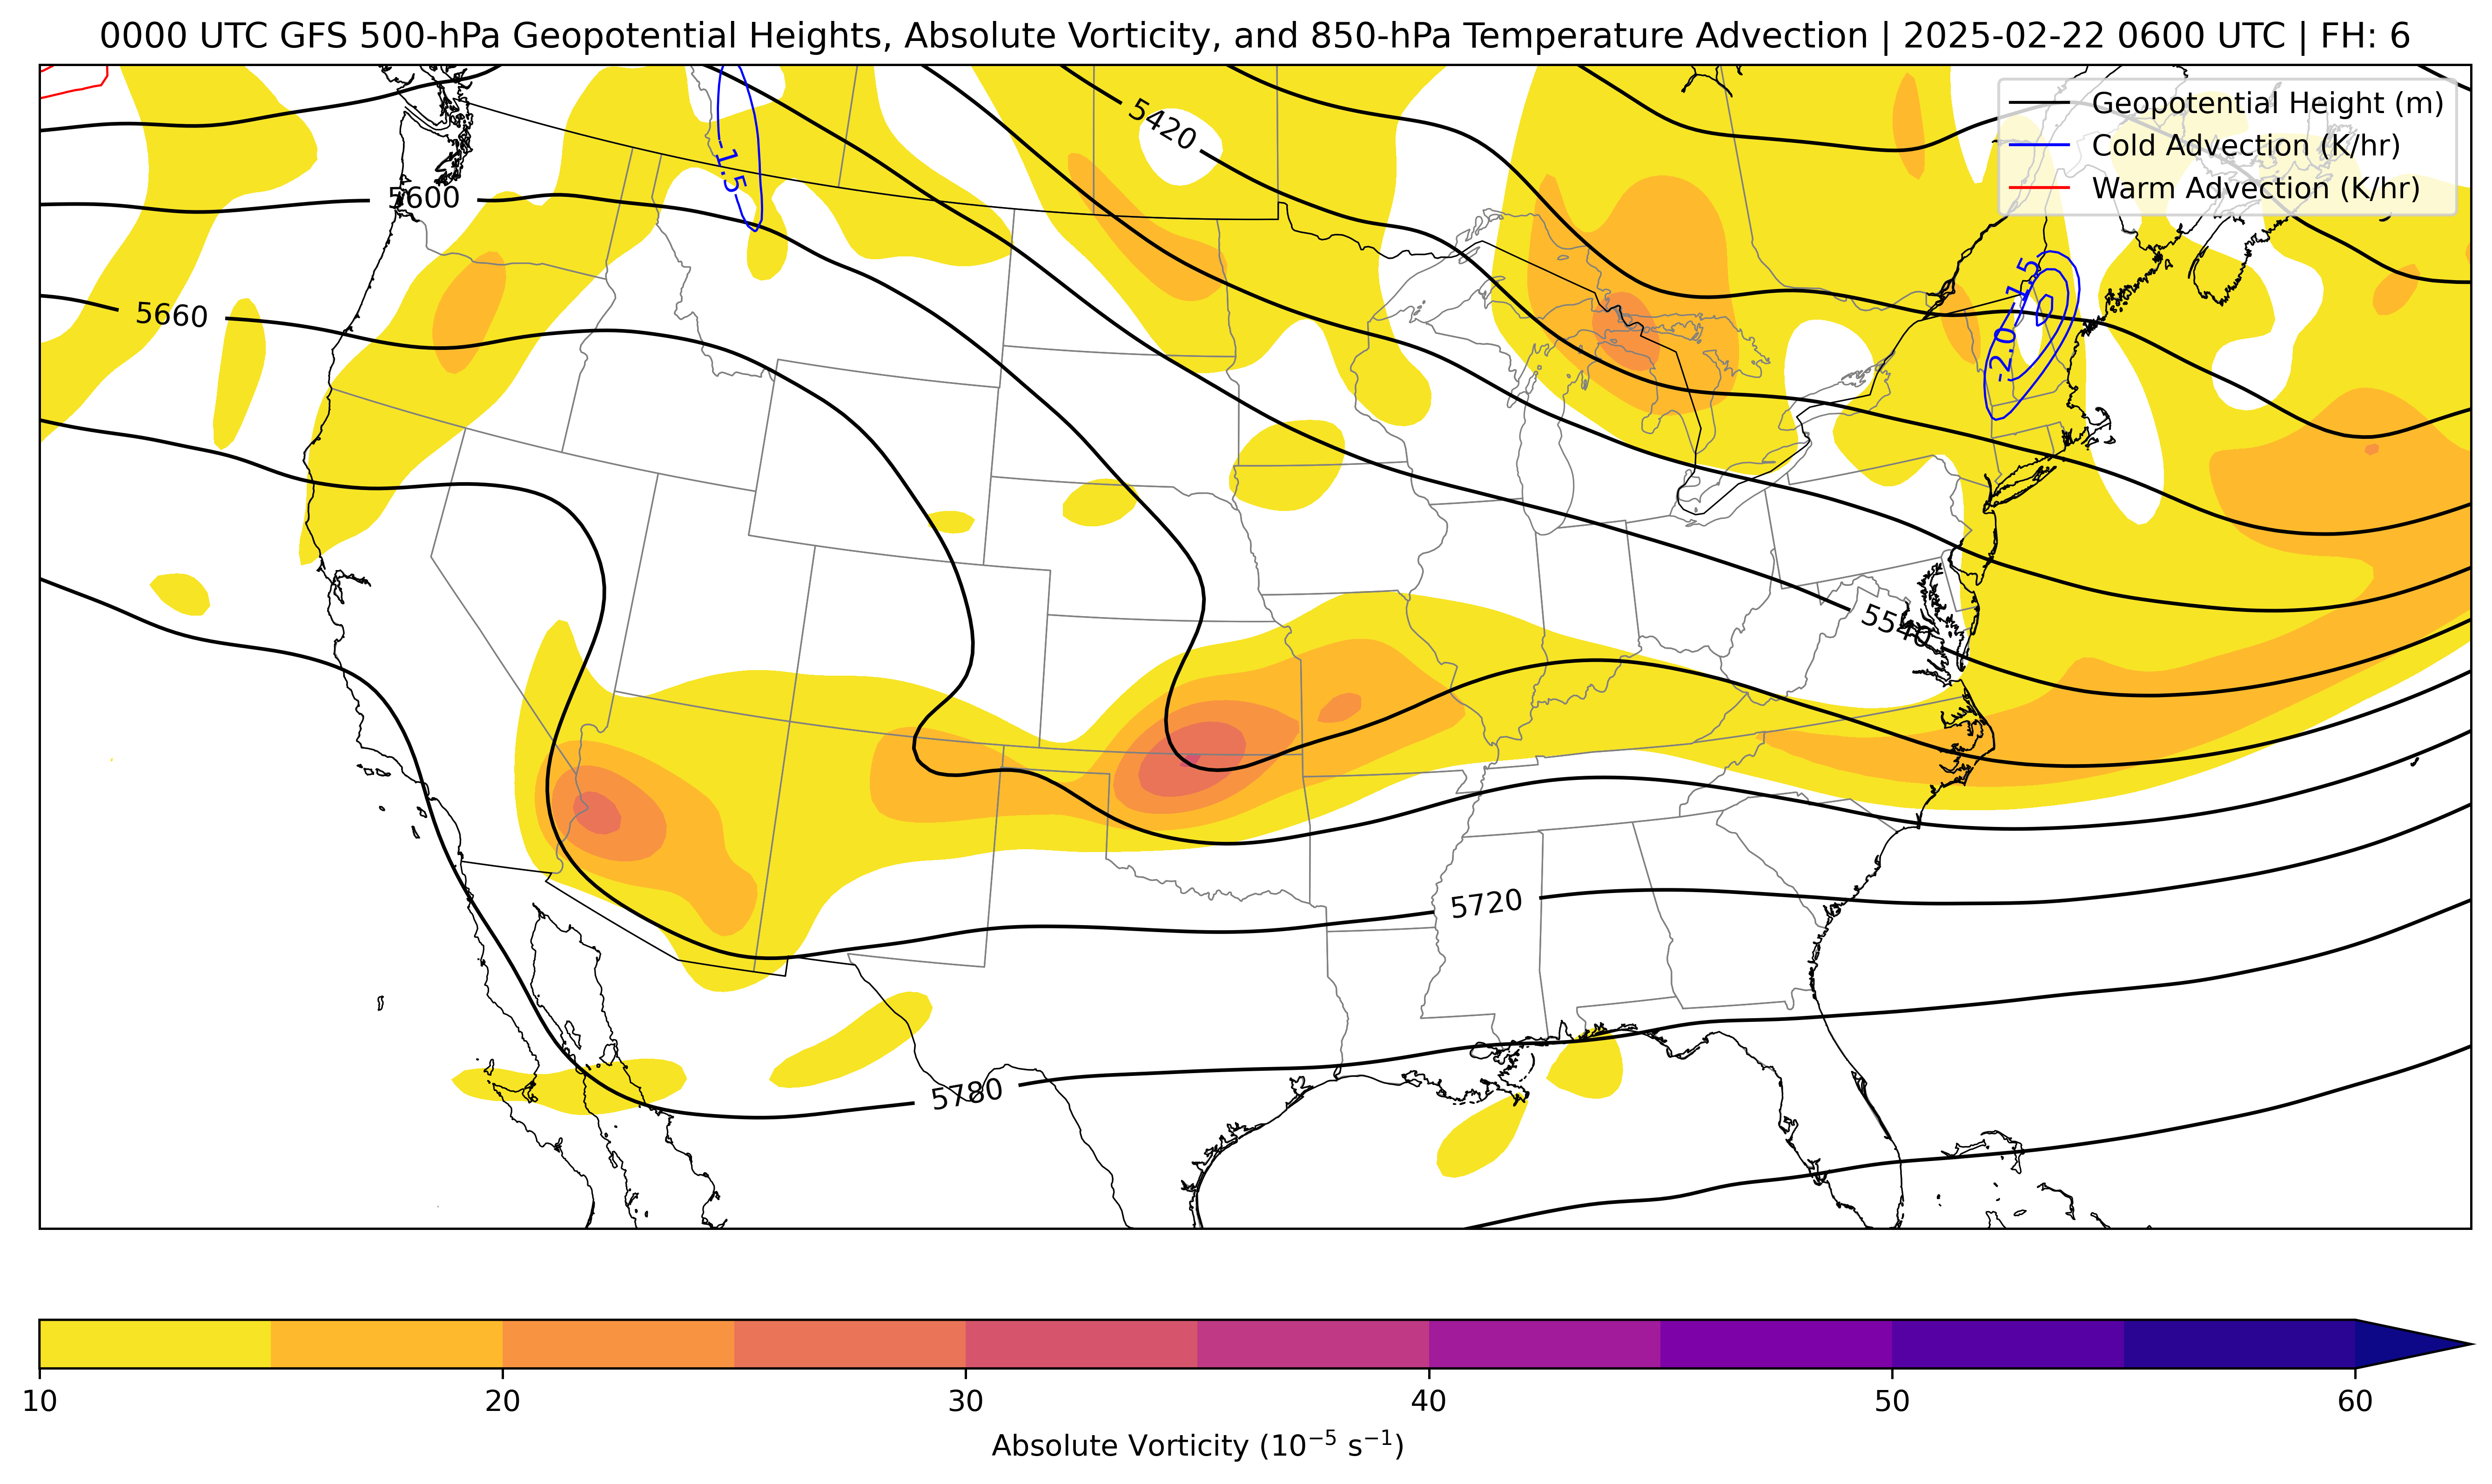 0000 UTC GFS 500-hPa Geopotential Heights, Absolute Vorticity, and 850-hPa Temperature Advection | 2025-02-22 0600 UTC | FH: 6
Geopotential Height (m)
Cold Advection (K/hr)
Warm Advection (K/hr)
5420
-1.5
5600
5660
-1.5
-2.0
5540
5720
5780
10 20 30 40 50 60
Absolute Vorticity (10⁻⁵ s⁻¹)